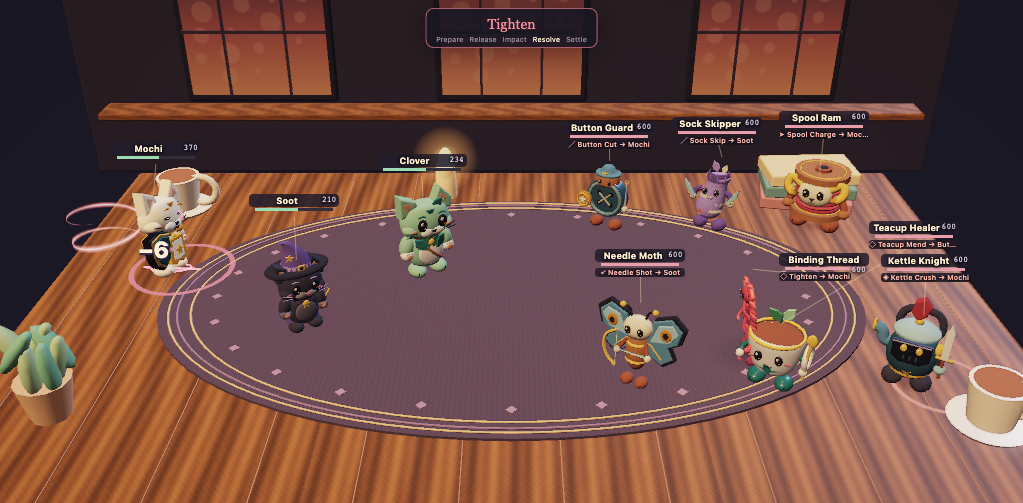 Tighten
Prepare Release Impact Resolve Settle
Mochi 370
-6
Soot 210
Clover 234
Button Guard 600
Button Cut → Mochi
Sock Skipper 600
Sock Skip → Soot
Spool Ram 600
Spool Charge → Moc...
Needle Moth 600
Needle Shot → Soot
Teacup Healer 600
Teacup Mend → But...
Binding Thread 600
Tighten → Mochi
Kettle Knight 600
Kettle Crush → Mochi